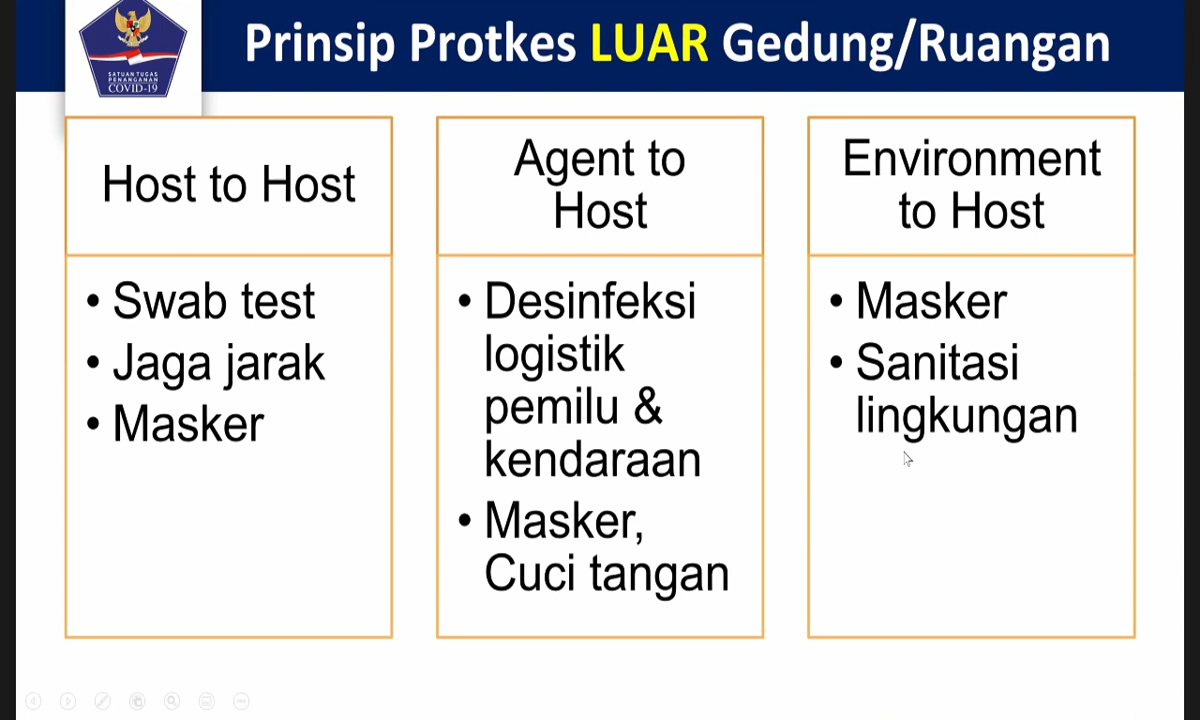 Prinsip Protkes LUAR Gedung/Ruangan
SATUAN TUGAS
PENANGANAN
COVID-19
Host to Host
• Swab test
• Jaga jarak
• Masker
Agent to
Host
• Desinfeksi
logistik
pemilu &
kendaraan
• Masker,
Cuci tangan
Environment
to Host
• Masker
• Sanitasi
lingkungan